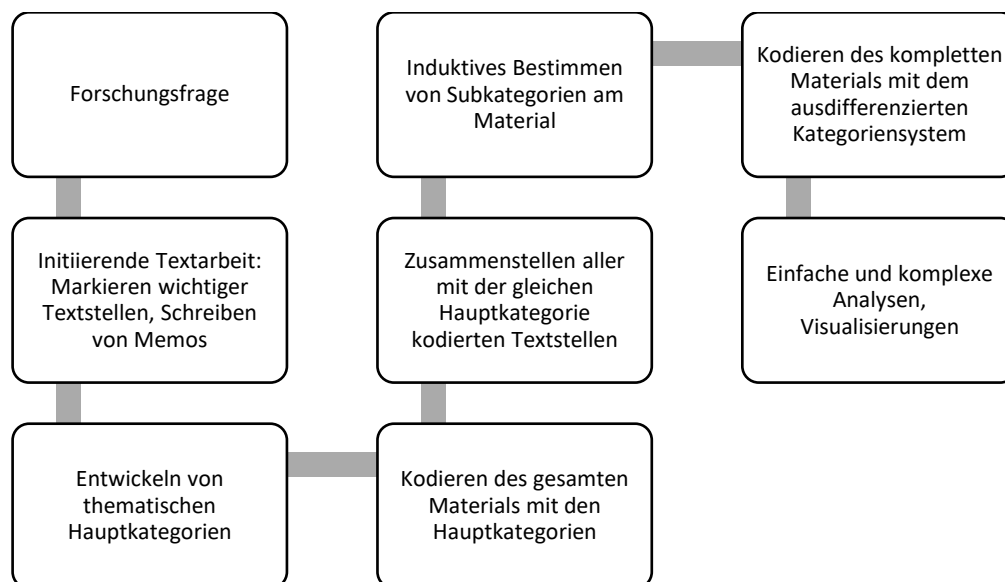 Forschungsfrage
Initiierende Textarbeit:
Markieren wichtiger
Textstellen, Schreiben
von Memos
Entwickeln von
thematischen
Hauptkategorien
Kodieren des gesamten
Materials mit den
Hauptkategorien
Zusammenstellen aller
mit der gleichen
Hauptkategorie
kodierten Textstellen
Induktives Bestimmen
von Subkategorien am
Material
Kodieren des kompletten
Materials mit dem
ausdifferenzierten
Kategoriensystem
Einfache und komplexe
Analysen,
Visualisierungen